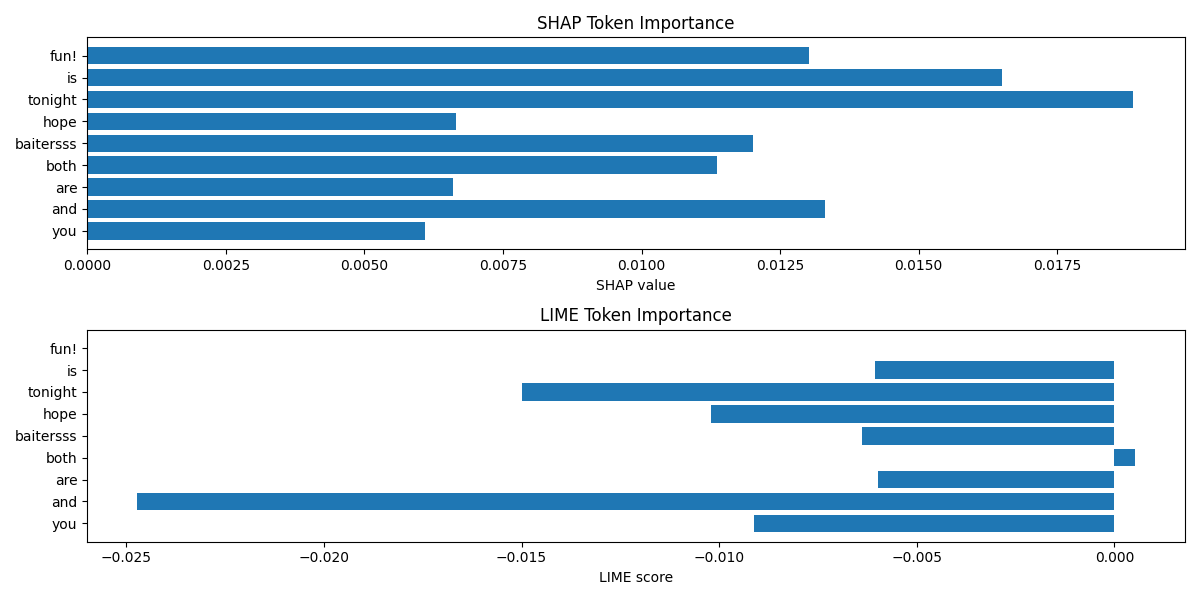 SHAP Token Importance
fun!
is
tonight
hope
baitersss
both
are
and
you
0.0000 0.0025 0.0050 0.0075 0.0100 0.0125 0.0150 0.0175
SHAP value
LIME Token Importance
fun!
is
tonight
hope
baitersss
both
are
and
you
−0.025 −0.020 −0.015 −0.010 −0.005 0.000
LIME score